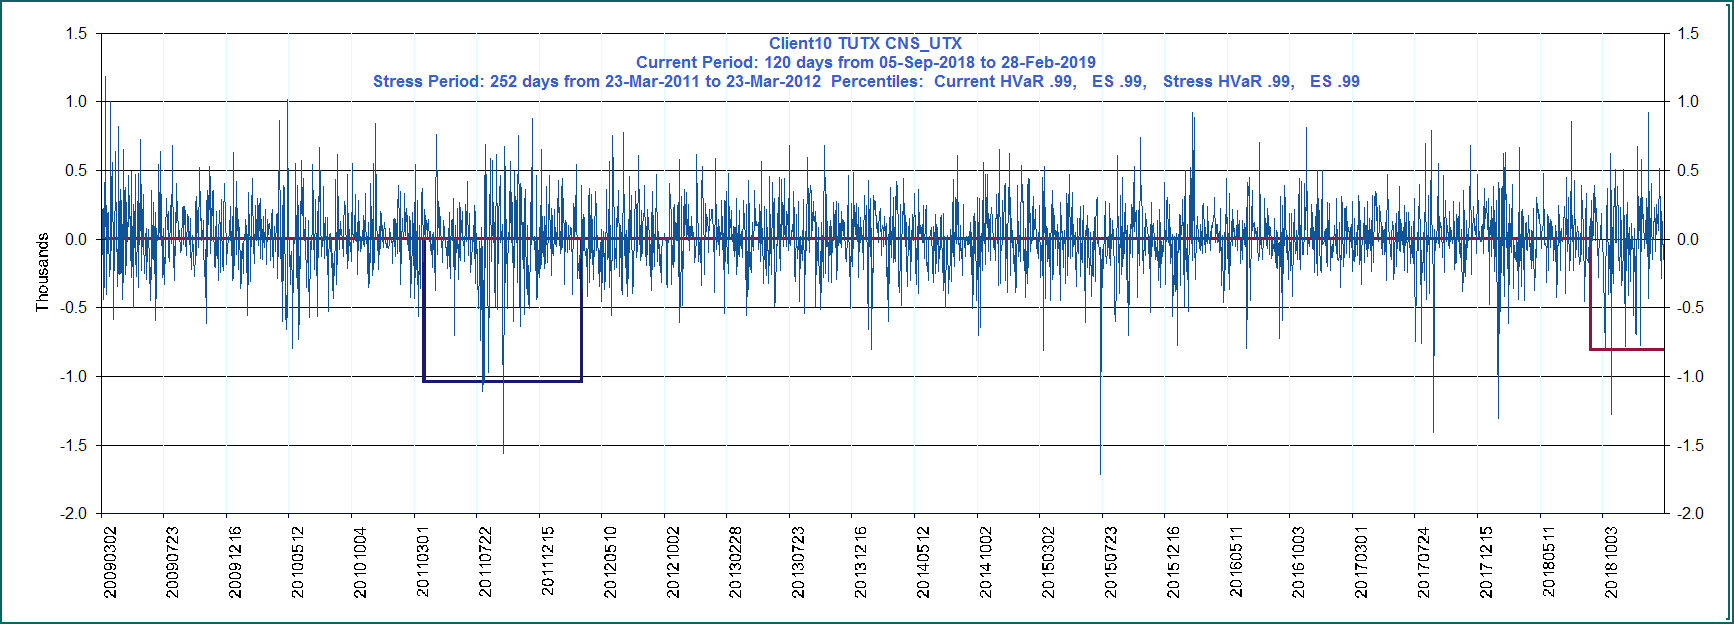 Client10 TUTX CNS_UTX
Current Period: 120 days from 05-Sep-2018 to 28-Feb-2019
Stress Period: 252 days from 23-Mar-2011 to 23-Mar-2012 Percentiles: Current HVaR .99, ES .99, Stress HVaR .99, ES .99
1.5 1.5
1.0 1.0
0.5 0.5
0.0 0.0
-0.5 -0.5
-1.0 -1.0
-1.5 -1.5
-2.0 -2.0
Thousands
20090302 20090723 20091216 20100512 20101004 20110301 20110722 20111215 20120510 20121002 20130228 20130723 20131216 20140512 20141002 20150302 20150723 20151216 20160511 20161003 20170301 20170724 20171215 20180511 20181003